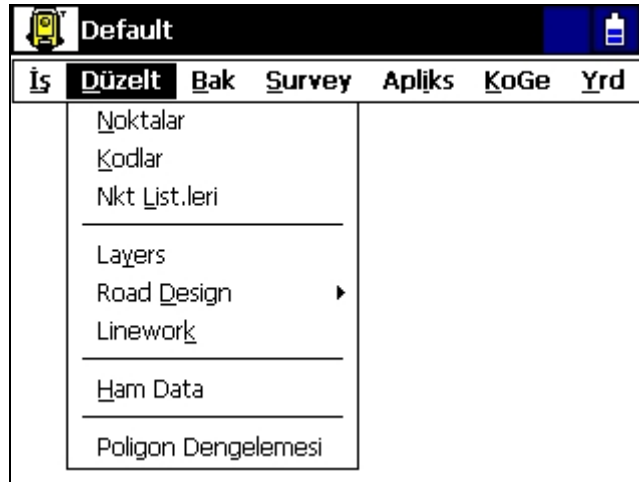 Default
İş Düzelt Bak Survey Apliks KoGe Yrd
Noktalar
Kodlar
Nkt List.leri
Layers
Road Design
Linework
Ham Data
Poligon Dengelemesi